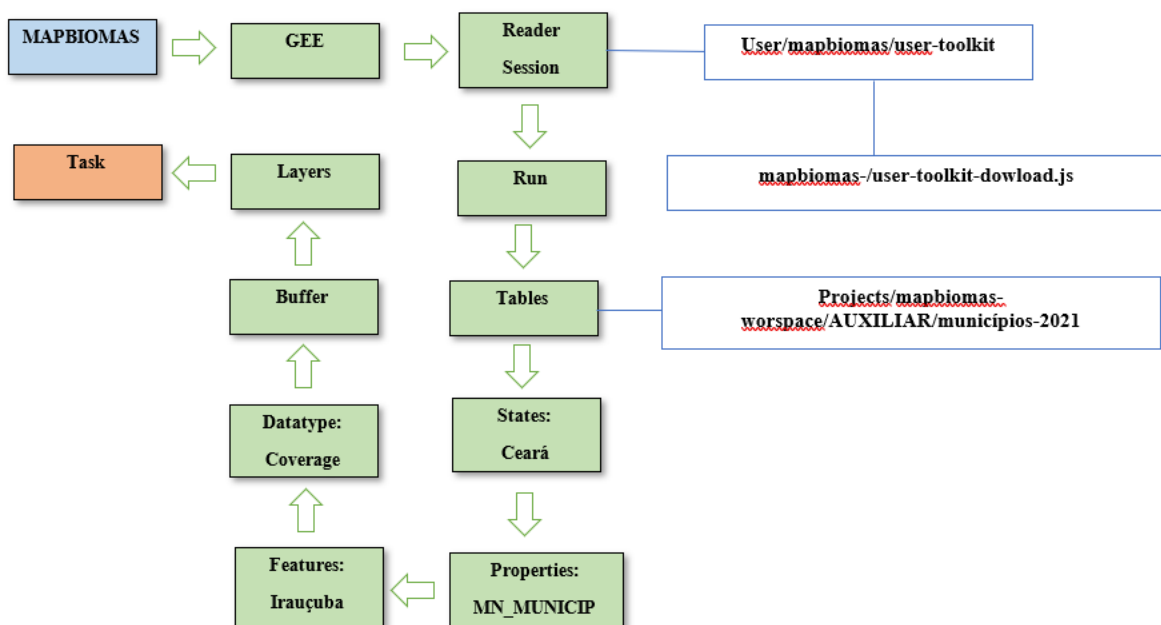 MAPBIOMAS
GEE
Reader
Session
User/mapbiomas/user-toolkit
mapbiomas-/user-toolkit-dowload.js
Task
Layers
Run
Buffer
Tables
Projects/mapbiomas-
worspace/AUXILIAR/municípios-2021
Datatype:
Coverage
States:
Ceará
Features:
Irauçuba
Properties:
MN_MUNICIP